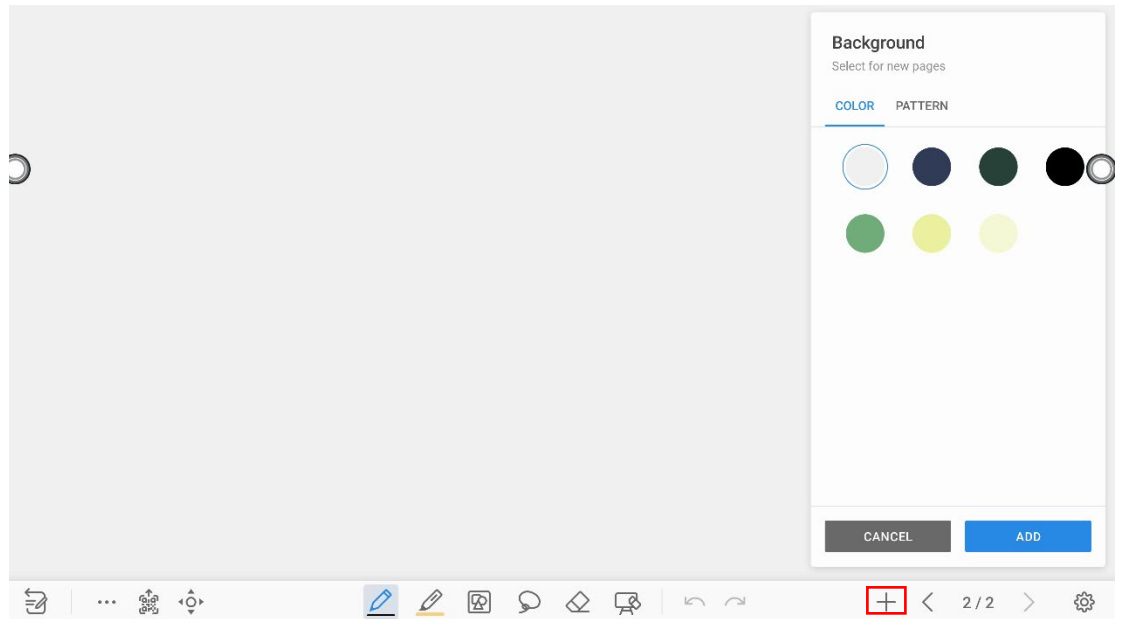 Background
Select for new pages
COLOR PATTERN
CANCEL ADD
2/2